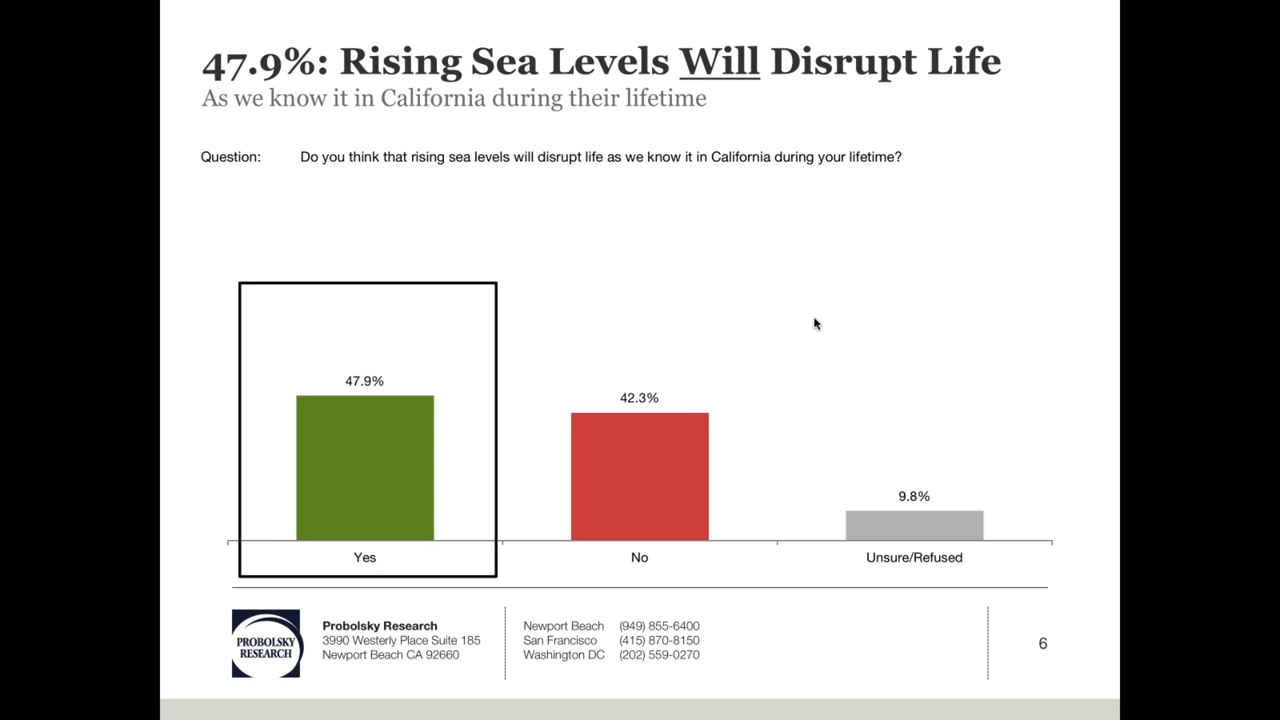 47.9%: Rising Sea Levels Will Disrupt Life
As we know it in California during their lifetime
Question: Do you think that rising sea levels will disrupt life as we know it in California during your lifetime?
47.9%
42.3%
9.8%
Yes
No
Unsure/Refused
PROBOLSKY
RESEARCH
Probolsky Research
3990 Westerly Place Suite 185
Newport Beach CA 92660
Newport Beach (949) 855-6400
San Francisco (415) 870-8150
Washington DC (202) 559-0270
6